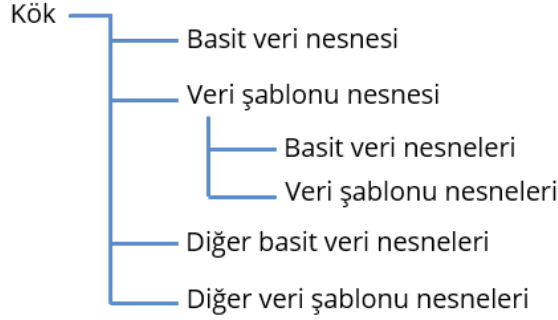 Kök
Basit veri nesnesi
Veri şablonu nesnesi
Basit veri nesneleri
Veri şablonu nesneleri
Diğer basit veri nesneleri
Diğer veri şablonu nesneleri